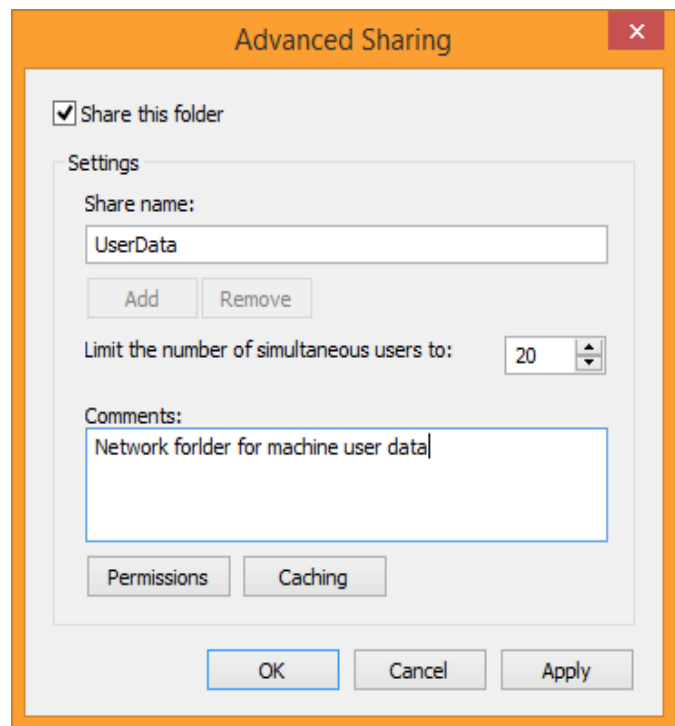 Advanced Sharing
Share this folder
Settings
Share name:
UserData
Add Remove
Limit the number of simultaneous users to: 20
Comments:
Network forlder for machine user data
Permissions Caching
OK Cancel Apply